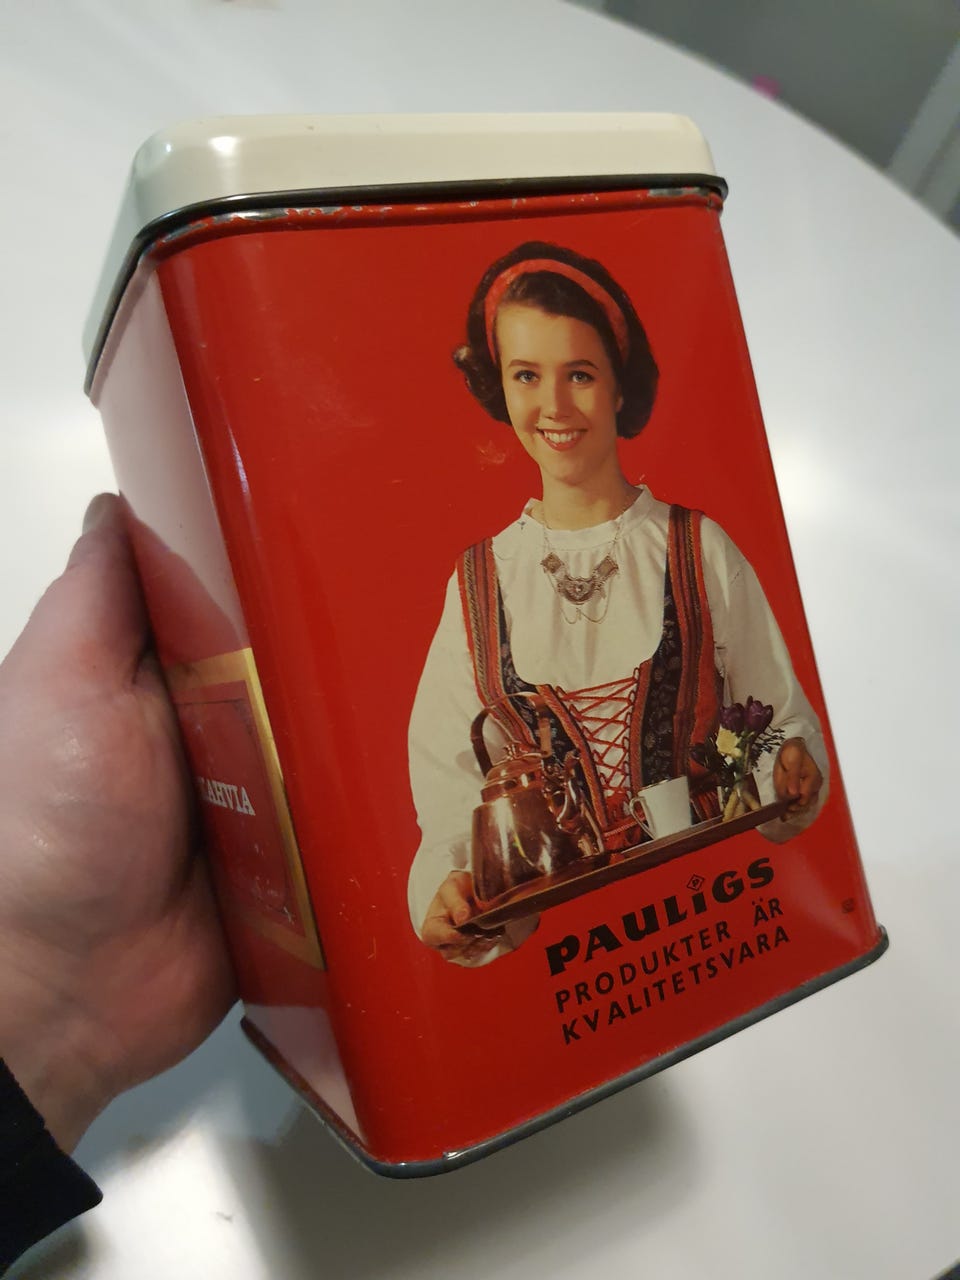 KAHVIA
PAULiGS
PRODUKTER ÄR
KVALITETSVARA